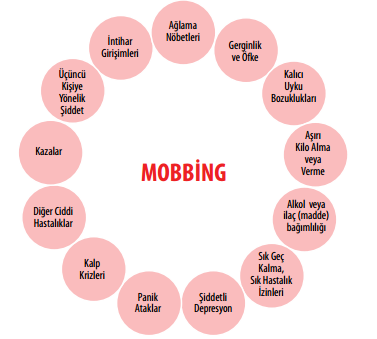 Ağlama
Nöbetleri
Gerginlik
ve Öfke
Kalıcı
Uyku
Bozuklukları
Aşırı
Kilo Alma
veya
Verme
Alkol veya
ilaç (madde)
bağımlılığı
Sık Geç
Kalma,
Sık Hastalık
İzinleri
Şiddetli
Depresyon
Panik
Ataklar
Kalp
Krizleri
Diğer Ciddi
Hastalıklar
Kazalar
Üçüncü
Kişiye
Yönelik
Şiddet
İntihar
Girişimleri
MOBBİNG